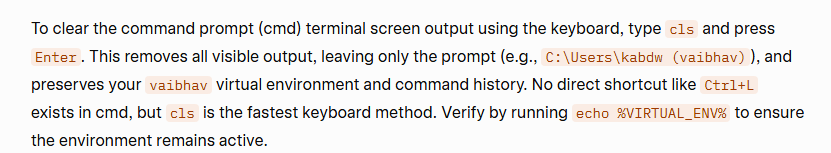 To clear the command prompt (cmd) terminal screen output using the keyboard, type cls and press
Enter . This removes all visible output, leaving only the prompt (e.g., C:\Users\kabdw (vaibhav) ), and
preserves your vaibhav virtual environment and command history. No direct shortcut like Ctrl+L
exists in cmd, but cls is the fastest keyboard method. Verify by running echo %VIRTUAL_ENV% to ensure
the environment remains active.